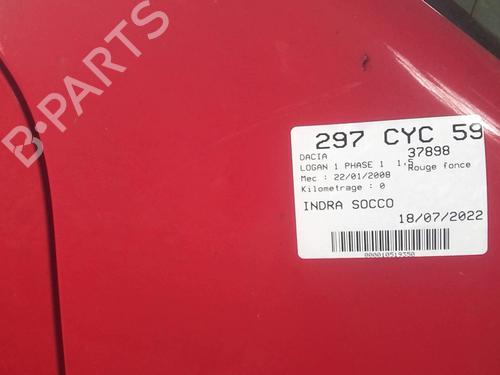 B-PARTS
297 CYC 59
DACIA 37898
LOGAN 1 PHASE 1 1,5 Rouge fonce
Mec : 22/01/2008
Kilometrage : 0
INDRA SOCCO
18/07/2022
000010519350